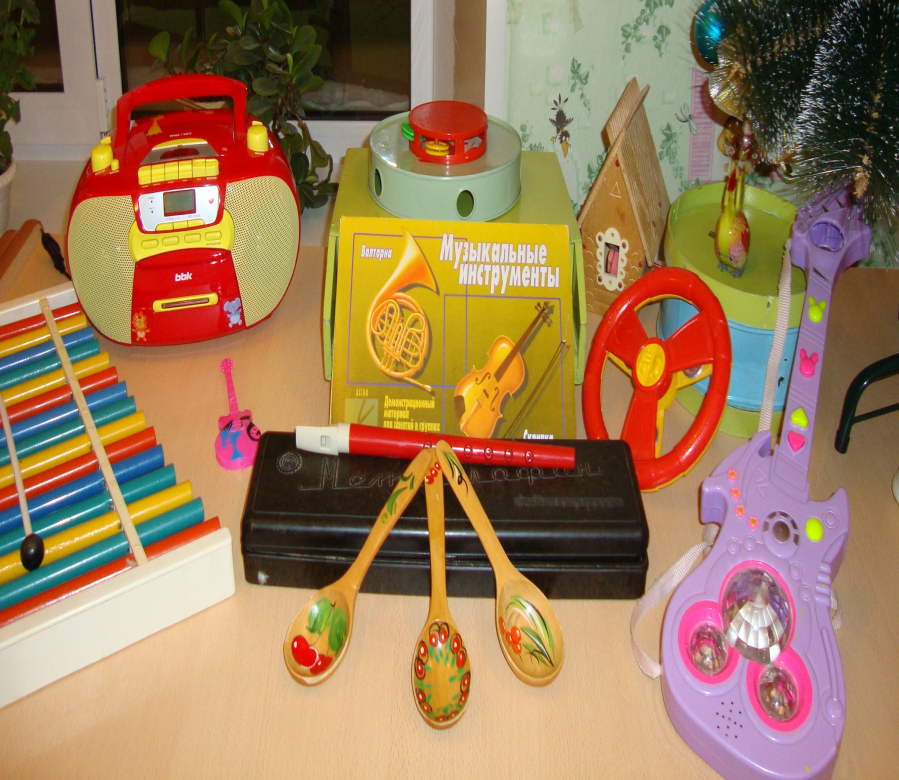 bbk
Валторна
Музыкальные
инструменты
Демонстрационный
материал
для занятий в группах
Скрипка